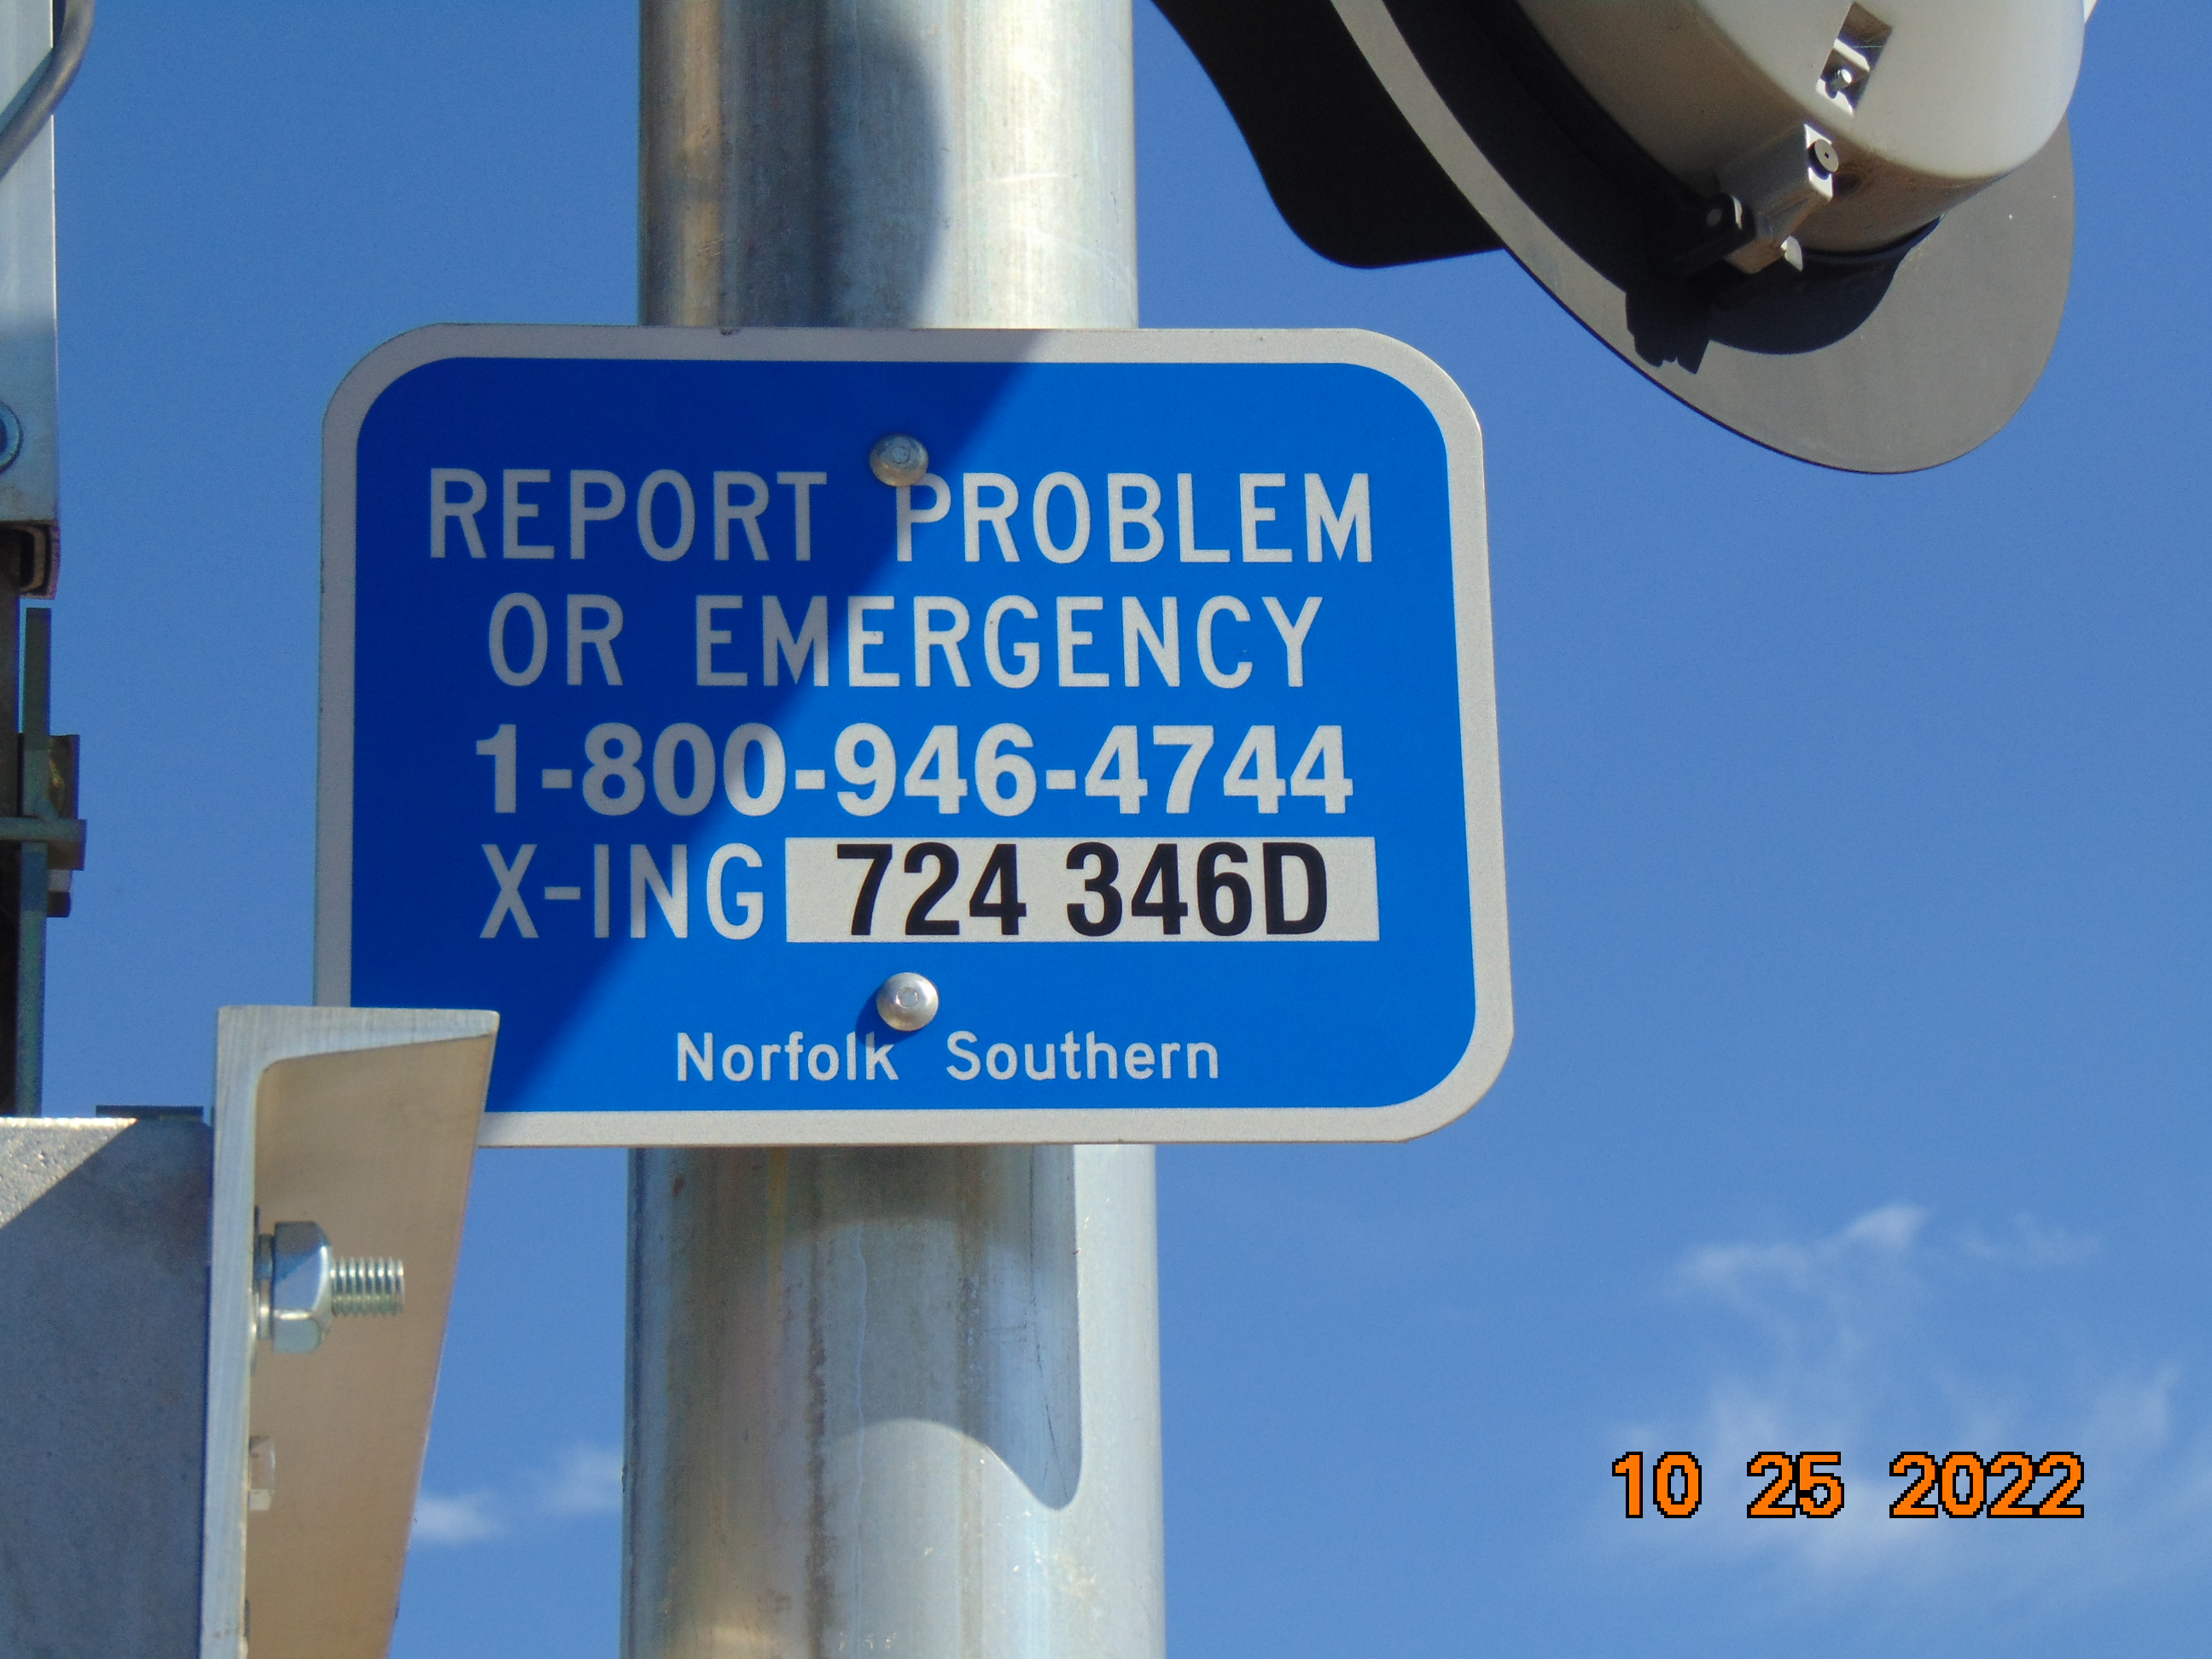 REPORT PROBLEM
OR EMERGENCY
1-800-946-4744
X-ING 724 346D
Norfolk Southern
10 25 2022